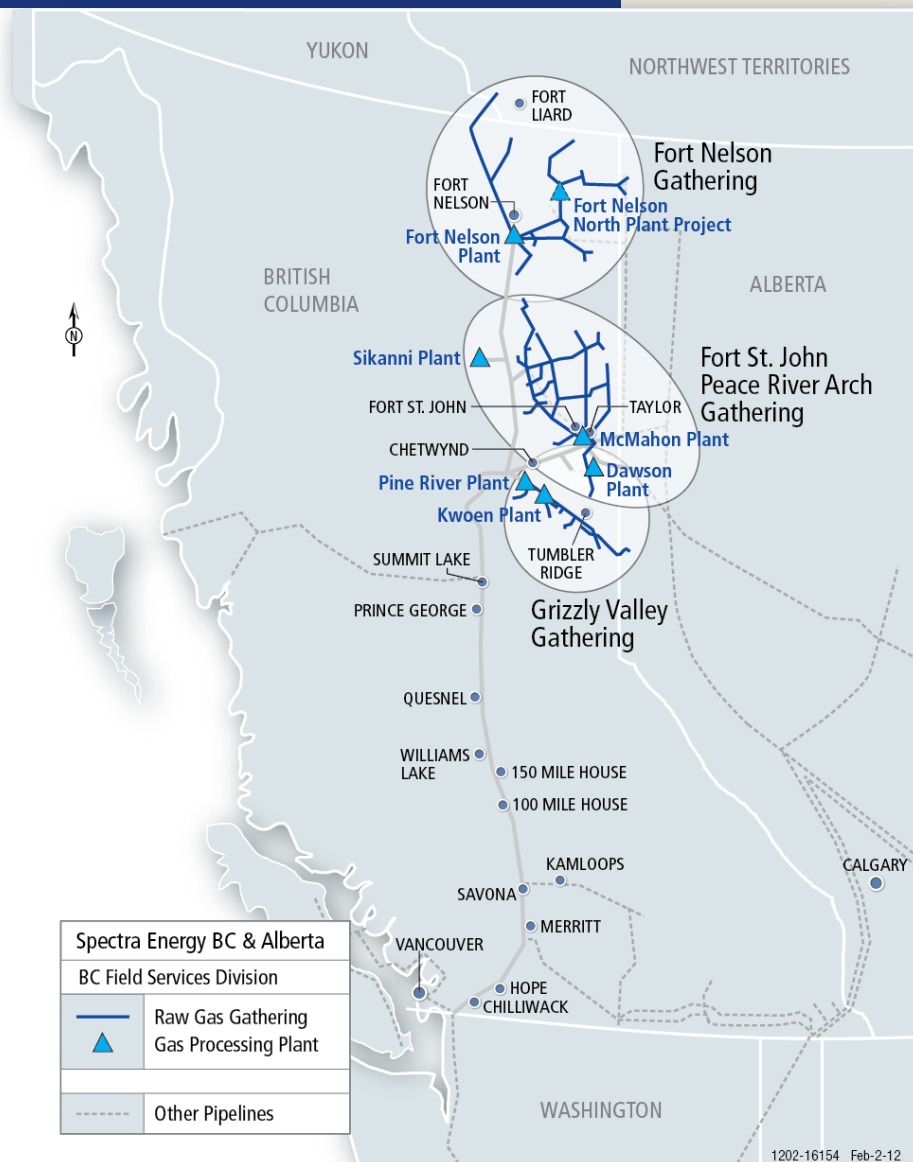 YUKON
NORTHWEST TERRITORIES
FORT
LIARD
Fort Nelson
Gathering
FORT
NELSON
Fort Nelson
North Plant Project
Fort Nelson
Plant
BRITISH
COLUMBIA
ALBERTA
N
Sikanni Plant
Fort St. John
Peace River Arch
Gathering
FORT ST. JOHN
TAYLOR
McMahon Plant
CHETWYND
Dawson
Plant
Pine River Plant
Kwoen Plant
TUMBLER
RIDGE
SUMMIT LAKE
PRINCE GEORGE
Grizzly Valley
Gathering
QUESNEL
WILLIAMS
LAKE
150 MILE HOUSE
100 MILE HOUSE
KAMLOOPS
CALGARY
SAVONA
MERRITT
VANCOUVER
HOPE
CHILLIWACK
Spectra Energy BC & Alberta
BC Field Services Division
Raw Gas Gathering
Gas Processing Plant
Other Pipelines
WASHINGTON
1202-16154 Feb-2-12